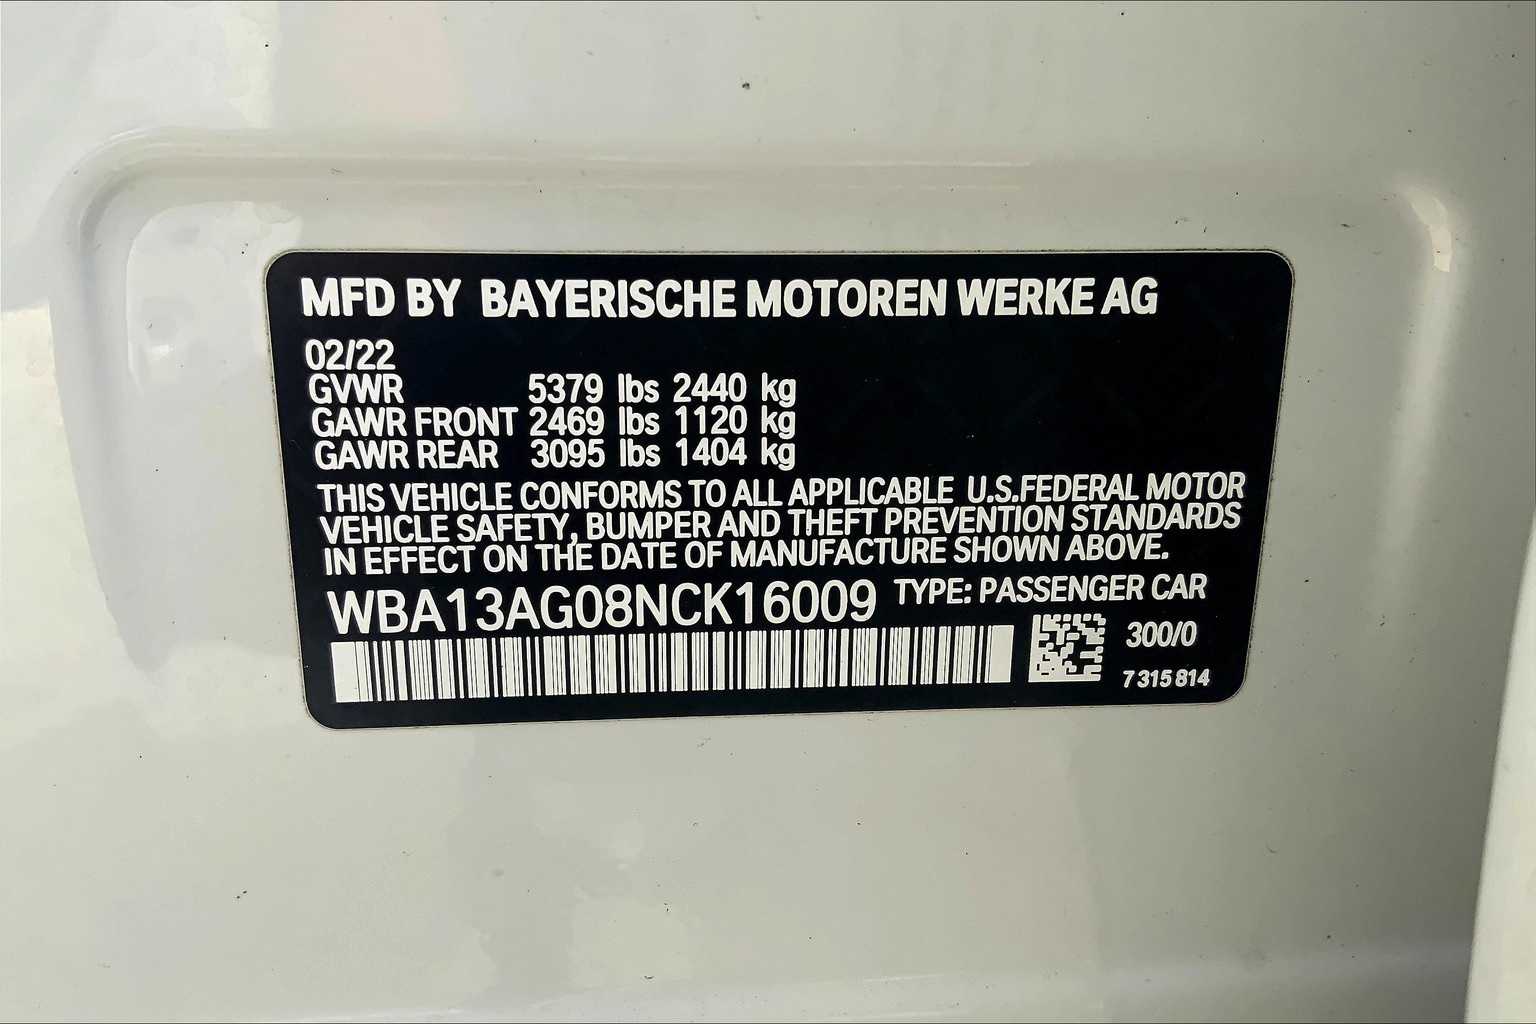 MFD BY BAYERISCHE MOTOREN WERKE AG
02/22
GVWR 5379 lbs 2440 kg
GAWR FRONT 2469 lbs 1120 kg
GAWR REAR 3095 lbs 1404 kg
THIS VEHICLE CONFORMS TO ALL APPLICABLE U.S.FEDERAL MOTOR
VEHICLE SAFETY, BUMPER AND THEFT PREVENTION STANDARDS
IN EFFECT ON THE DATE OF MANUFACTURE SHOWN ABOVE.
WBA13AG08NCK16009 TYPE: PASSENGER CAR
300/0
7 315 814